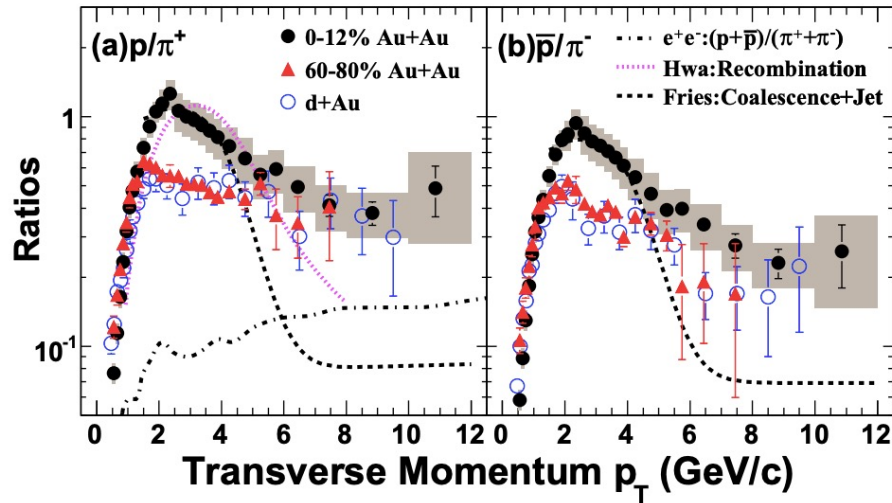 (a)p/π⁺
0-12% Au+Au
60-80% Au+Au
d+Au
(b)p̅/π⁻
e⁺e⁻:(p+p̅)/(π⁺+π⁻)
Hwa:Recombination
Fries:Coalescence+Jet
Ratios
1
10⁻¹
0 2 4 6 8 10 12 0 2 4 6 8 10 12
Transverse Momentum p_T (GeV/c)